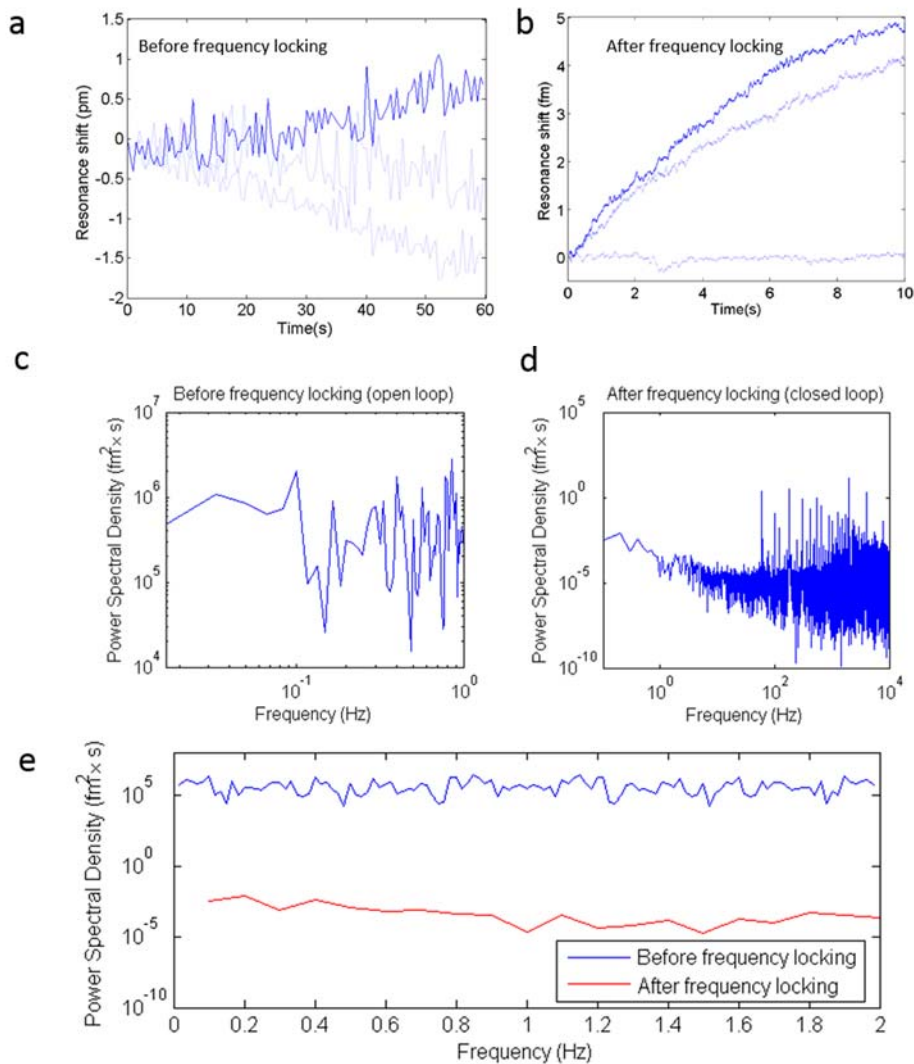 a
Before frequency locking
1.5
1
0.5
0
-0.5
-1
-1.5
-2
Resonance shift (pm)
0 10 20 30 40 50 60
Time(s)
b
After frequency locking
5
4
3
2
1
0
Resonance shift (fm)
0 2 4 6 8 10
Time(s)
c
Before frequency locking (open loop)
10^7
10^6
10^5
10^4
Power Spectral Density (fm^2 × s)
10^-1 10^0
Frequency (Hz)
d
After frequency locking (closed loop)
10^5
10^0
10^-5
10^-10
Power Spectral Density (fm^2 × s)
10^0 10^2 10^4
Frequency (Hz)
e
10^5
10^0
10^-5
10^-10
Power Spectral Density (fm^2 × s)
Before frequency locking
After frequency locking
0 0.2 0.4 0.6 0.8 1 1.2 1.4 1.6 1.8 2
Frequency (Hz)